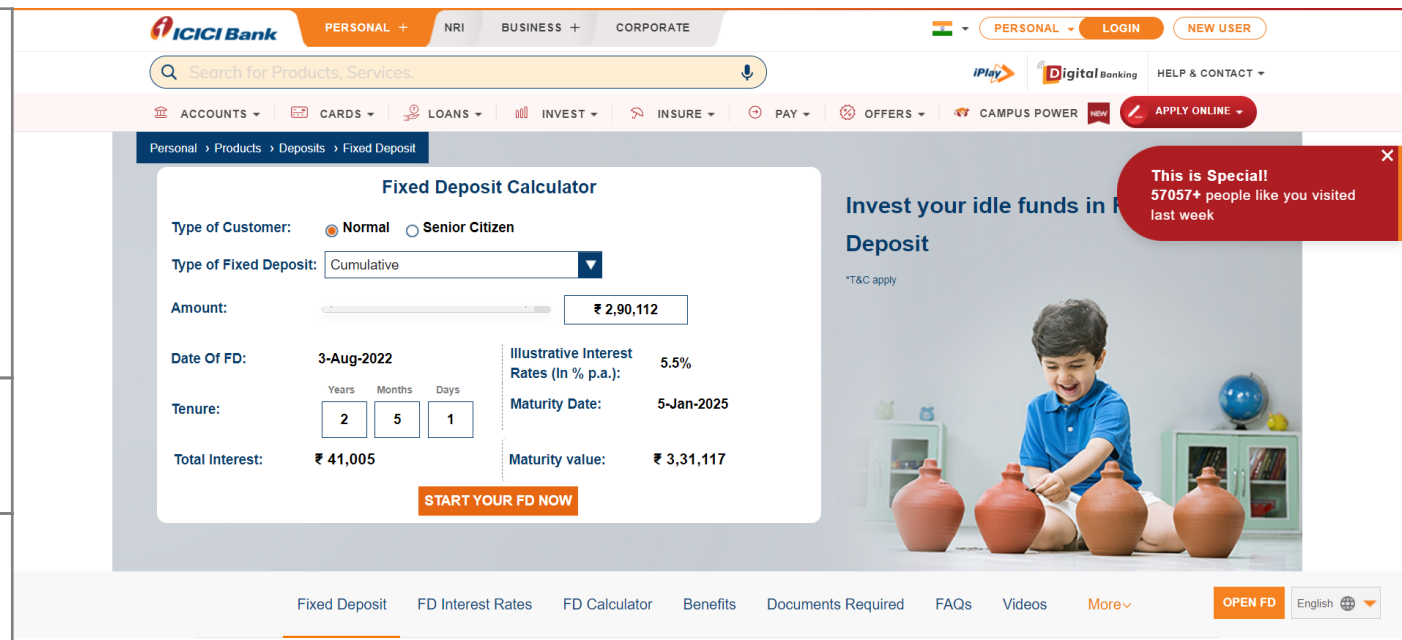 ICICI Bank
PERSONAL + NRI BUSINESS + CORPORATE
PERSONAL LOGIN NEW USER
Search for Products, Services.
iPlay Digital Banking HELP & CONTACT
ACCOUNTS CARDS LOANS INVEST INSURE PAY OFFERS CAMPUS POWER NEW APPLY ONLINE
Personal › Products › Deposits › Fixed Deposit
This is Special!
57057+ people like you visited
last week
Fixed Deposit Calculator
Type of Customer: Normal Senior Citizen
Type of Fixed Deposit: Cumulative
Amount: ₹ 2,90,112
Date Of FD: 3-Aug-2022
Illustrative Interest
Rates (In % p.a.): 5.5%
Years Months Days
Tenure: 2 5 1
Maturity Date: 5-Jan-2025
Total Interest: ₹ 41,005
Maturity value: ₹ 3,31,117
START YOUR FD NOW
Invest your idle funds in
Deposit
*T&C apply
Fixed Deposit FD Interest Rates FD Calculator Benefits Documents Required FAQs Videos More
OPEN FD English